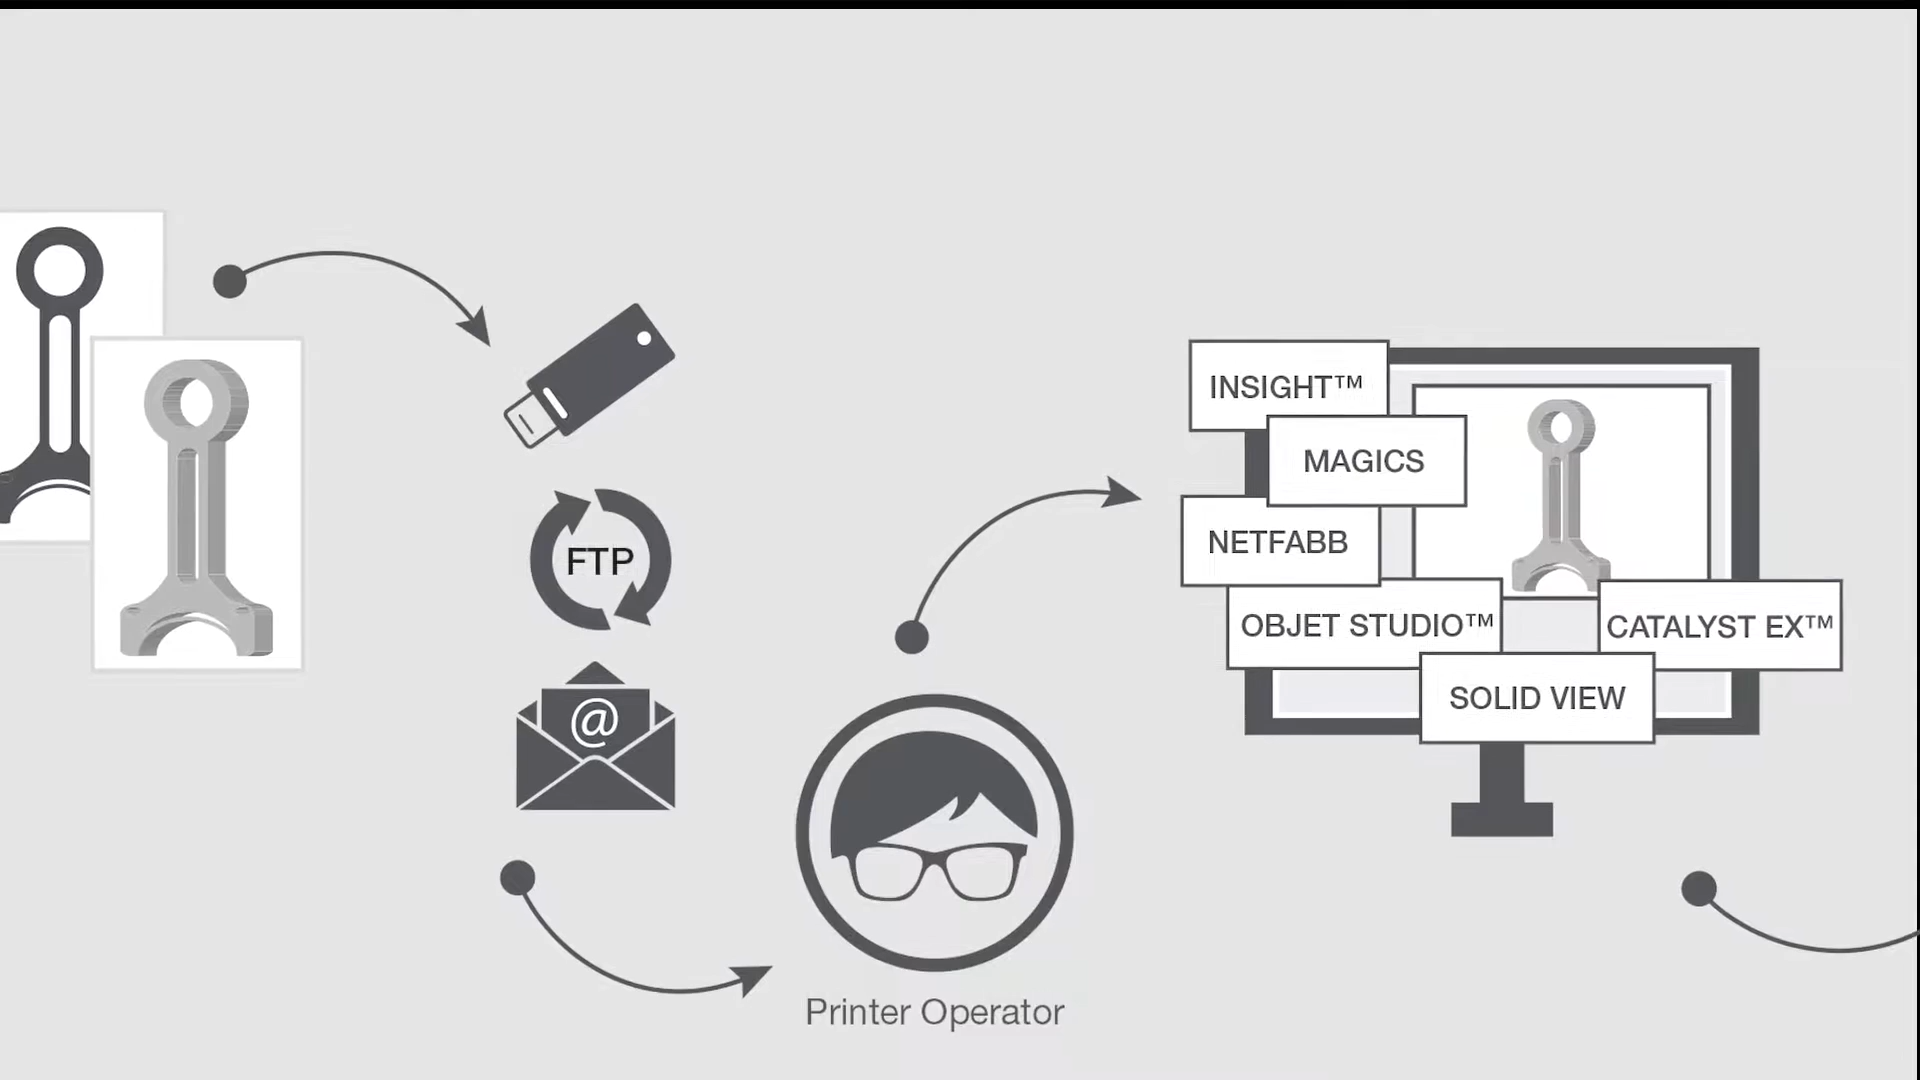 INSIGHT™
MAGICS
NETFABB
FTP
OBJET STUDIO™
CATALYST EX™
SOLID VIEW
@
Printer Operator